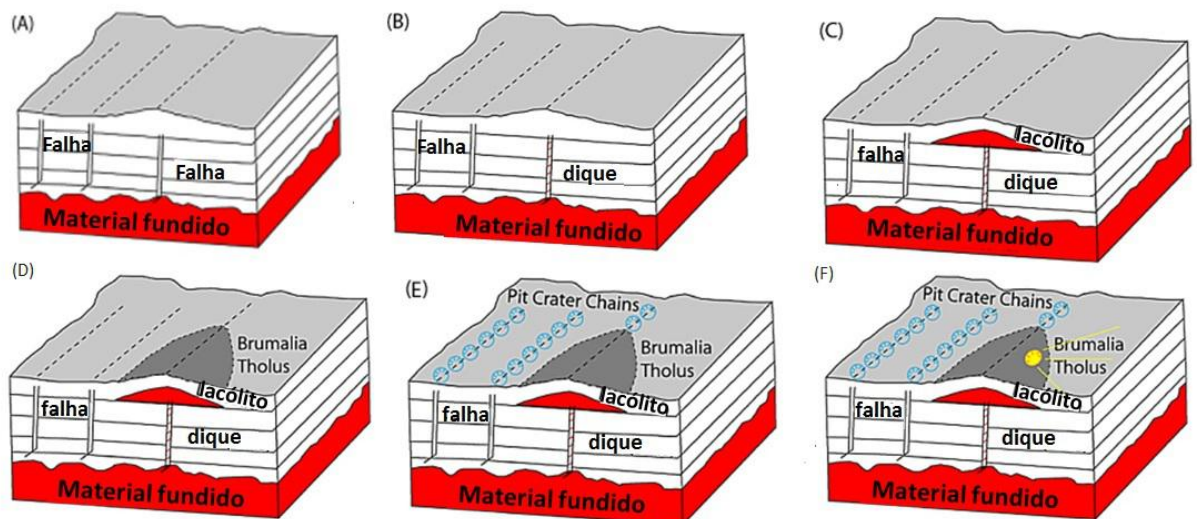 (A)
Falha
Falha
Material fundido
(B)
Falha
dique
Material fundido
(C)
lacólito
falha
dique
Material fundido
(D)
Brumalia
Tholus
lacólito
falha
dique
Material fundido
(E)
Pit Crater Chains
Brumalia
Tholus
lacólito
falha
dique
Material fundido
(F)
Pit Crater Chains
Brumalia
Tholus
lacólito
falha
dique
Material fundido